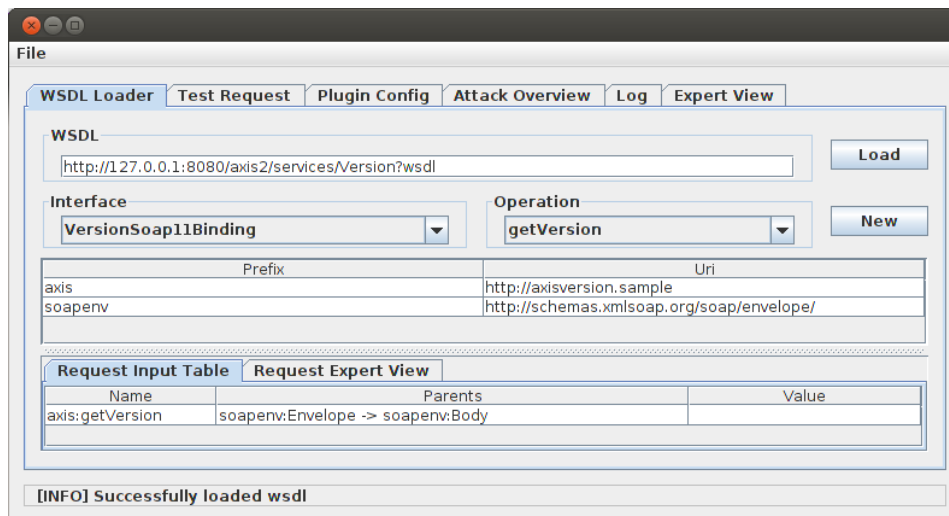 File
WSDL Loader Test Request Plugin Config Attack Overview Log Expert View
WSDL
http://127.0.0.1:8080/axis2/services/Version?wsdl
Load
Interface Operation
VersionSoap11Binding getVersion New
Prefix Uri
axis http://axisversion.sample
soapenv http://schemas.xmlsoap.org/soap/envelope/
Request Input Table Request Expert View
Name Parents Value
axis:getVersion soapenv:Envelope -> soapenv:Body
[INFO] Successfully loaded wsdl